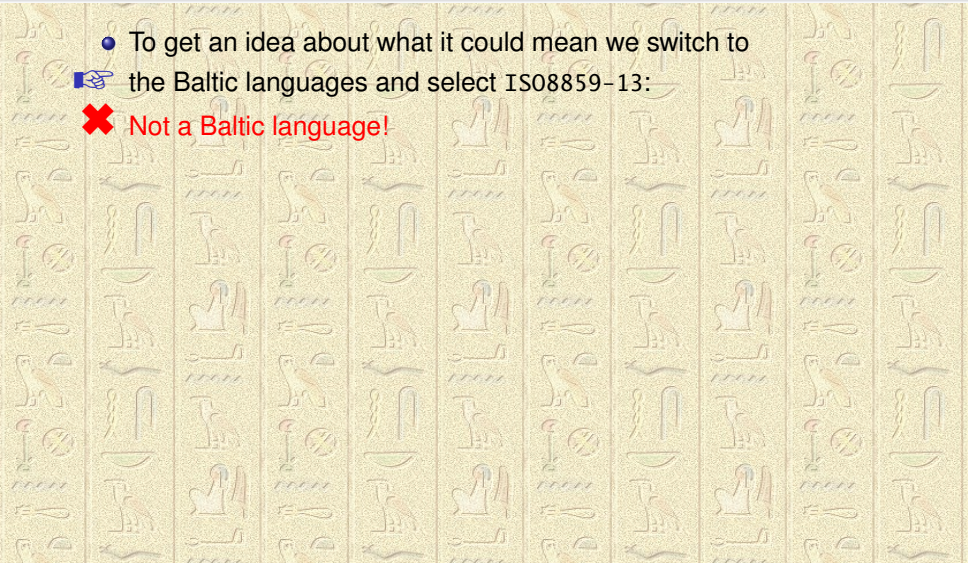 • To get an idea about what it could mean we switch to
☞ the Baltic languages and select ISO8859-13:
✖ Not a Baltic language!